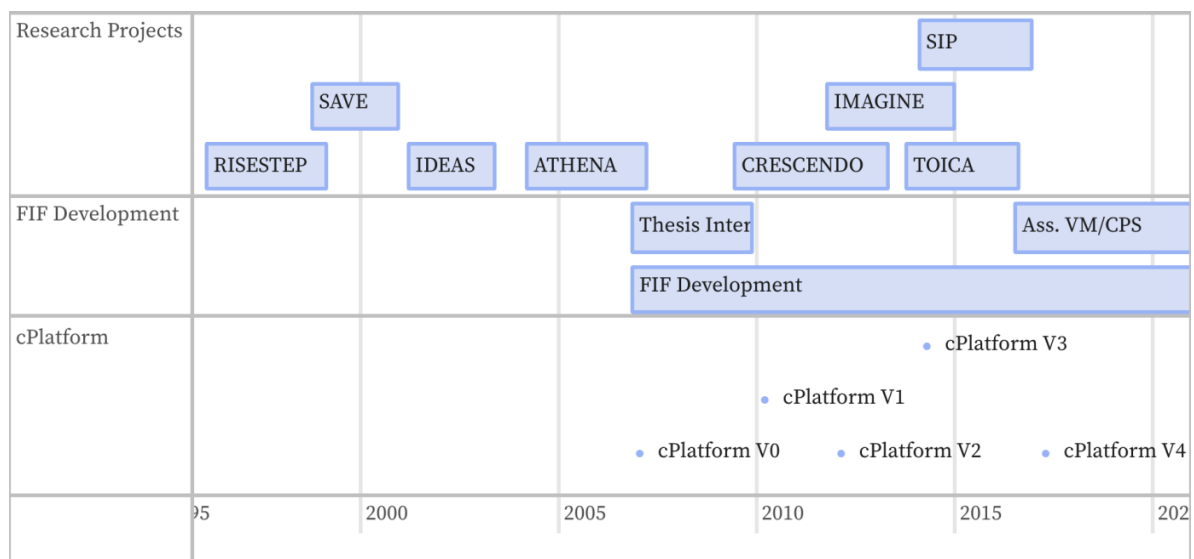 Research Projects
SIP
SAVE
IMAGINE
RISESTEP
IDEAS
ATHENA
CRESCENDO
TOICA
FIF Development
Thesis Inter
Ass. VM/CPS
FIF Development
cPlatform
cPlatform V3
cPlatform V1
cPlatform V0
cPlatform V2
cPlatform V4
95
2000
2005
2010
2015
202